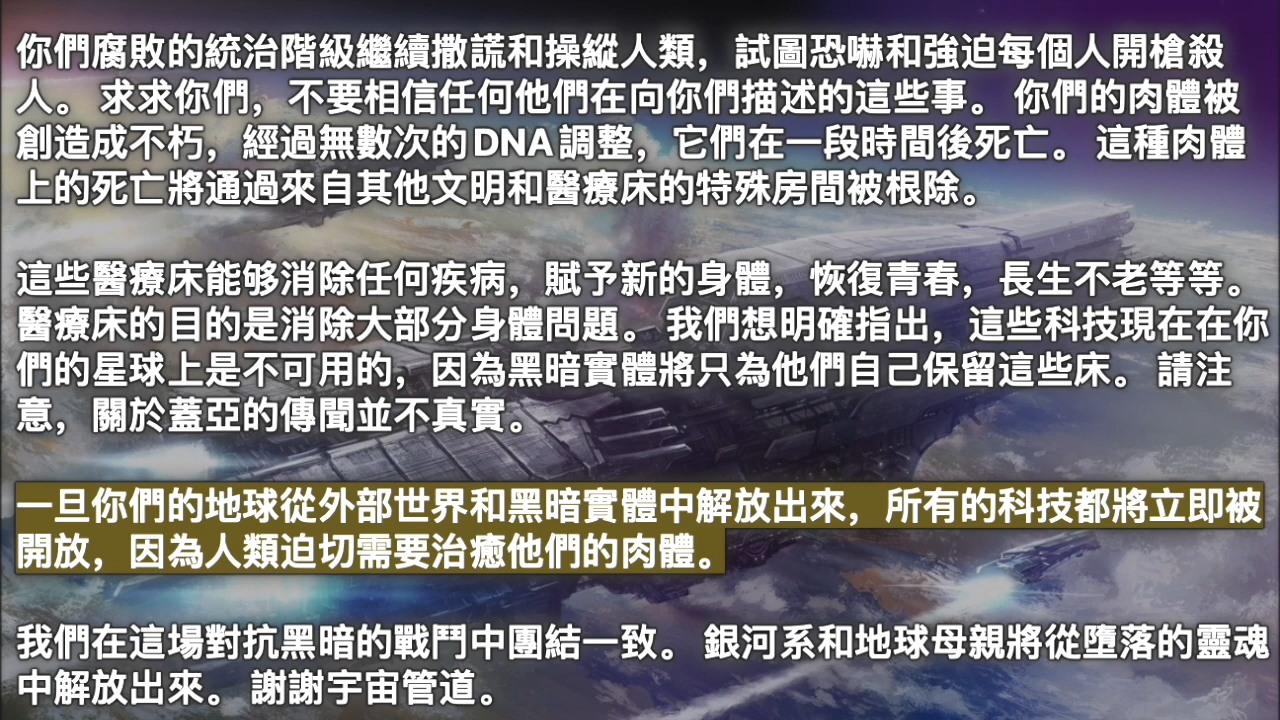 你們腐敗的統治階級繼續撒謊和操縱人類，試圖恐嚇和強迫每個人開槍殺
人。 求求你們，不要相信任何他們在向你們描述的這些事。 你們的肉體被
創造成不朽，經過無數次的DNA調整，它們在一段時間後死亡。 這種肉體
上的死亡將通過來自其他文明和醫療床的特殊房間被根除。
這些醫療床能够消除任何疾病，賦予新的身體，恢復青春，長生不老等等。
醫療床的目的是消除大部分身體問題。 我們想明確指出，這些科技現在在你
們的星球上是不可用的，因為黑暗實體將只為他們自己保留這些床。 請注
意，關於蓋亞的傳聞並不真實。
一旦你們的地球從外部世界和黑暗實體中解放出來，所有的科技都將立即被
開放，因為人類迫切需要治癒他們的肉體。
我們在這場對抗黑暗的戰鬥中團結一致。 銀河系和地球母親將從墮落的靈魂
中解放出來。 謝謝宇宙管道。